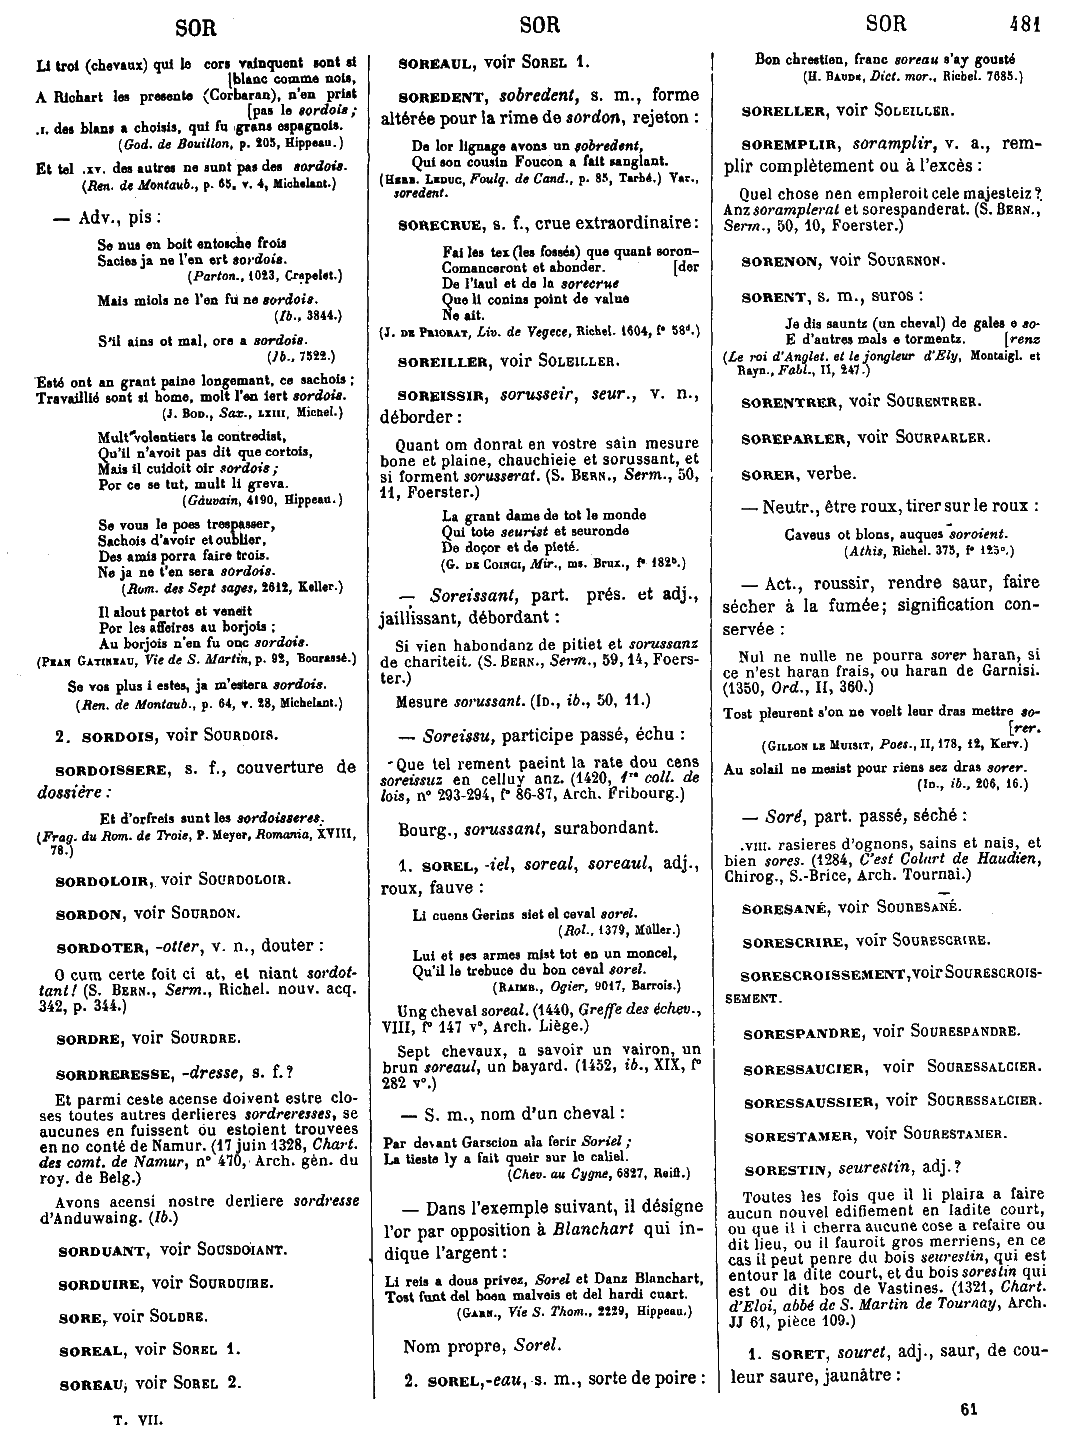 SOR
SOR
SOR 481
Li troi (chevaux) qui le cors vainquent sont si
[blanc comme nois,
A Richart les presente (Corbaran), n'en prist
[pas le sordois;
.I. des blans a choisis, qui fu grans espagnois.
(God. de Bouillon, p. 205, Hippeau.)
Et tel .XV. des autres ne sunt pas des sordois.
(Ren. de Montaub., p. 65, v. 4, Michelant.)
— Adv., pis :
Se nus en boit entosche frois
Sacies ja ne l'en ert sordois.
(Parton., 1023, Crapelet.)
Mais miols ne l'en fu ne sordois.
(Ib., 3844.)
S'il ains ot mal, ore a sordois.
(Ib., 7522.)
Esté ont an grant paine longemant, ce sachois ;
Travaillié sont si home, molt l'en iert sordois.
(J. BOD., Sax., LXIII, Michel.)
Mult volentiers le contredist,
Qu'il n'avoit pas dit que cortois,
Mais il cuidoit oir sordois ;
Por ce se tut, mult li greva.
(Gauvain, 4190, Hippeau.)
Se vous le poes trespasser,
Sachois d'avoir et oublier,
Des amis porra faire trois.
Ne ja ne t'en sera sordois.
(Rom. des Sept sages, 2612, Keller.)
Il alout partot et veneit
Por les affeires au borjois ;
Au borjois n'en fu onc sordois.
(PEAN GATINEAU, Vie de S. Martin, p. 92, Bourassé.)
Se vos plus i estes, ja m'estera sordois.
(Ren. de Montaub., p. 64, v. 28, Michelant.)
2. SORDOIS, voir SOURDOIS.
SORDOISSERE, s. f., couverture de
dossière :
Et d'orfreis sunt les sordoisseres.
(Frag. du Rom. de Troie, P. Meyer, Romania, XVIII,
78.)
SORDOLOIR, voir SOURDOLOIR.
SORDON, voir SOURDON.
SORDOTER, -otter, v. n., douter :
O cum certe foit ci at, et niant sordot-
tant! (S. BERN., Serm., Richel. nouv. acq.
342, p. 344.)
SORDRE, voir SOURDRE.
SORDRERESSE, -dresse, s. f.?
Et parmi ceste acense doivent estre clo-
ses toutes autres derlieres sordreresses, se
aucunes en fuissent ou estoient trouvees
en no conté de Namur. (17 juin 1328, Chart.
des comt. de Namur, n° 470, Arch. gén. du
roy. de Belg.)
Avons acensi nostre derliere sordresse
d'Anduwaing. (Ib.)
SORDUANT, voir SOUSDOIANT.
SORDUIRE, voir SOURDUIRE.
SORE, voir SOLDRE.
SOREAL, voir SOREL 1.
SOREAU, voir SOREL 2.
T. VII.
SOREAUL, voir SOREL 1.
SOREDENT, sobredent, s. m., forme
altérée pour la rime de sordon, rejeton :
De lor lignage avons un sobredent,
Qui son cousin Foucon a fait sanglant.
(HERB. LEDUC, Foulq. de Cand., p. 85, Tarbé.) Var.,
soredent.
SORECRUE, s. f., crue extraordinaire :
Fai les tex (les fossés) que quant soron-
Comanceront et abonder. [der
De l'iaul et de la sorecrue
Que li conins point de value
Ne ait.
(J. DE PRIORAT, Liv. de Vegece, Richel. 1604, f° 58ᵈ.)
SOREILLER, voir SOLEILLER.
SOREISSIR, sorusseir, seur., v. n.,
déborder :
Quant om donrat en vostre sain mesure
bone et plaine, chauchieie et sorussant, et
si forment sorusserat. (S. BERN., Serm., 50,
11, Foerster.)
La grant dame de tot le monde
Qui tote seurist et seuronde
De doçor et de pieté.
(G. DE COINCI, Mir., ms. Brux., f° 182ᵇ.)
— Soreissant, part. prés. et adj.,
jaillissant, débordant :
Si vien habondanz de pitiet et sorussanz
de chariteit. (S. BERN., Serm., 59, 14, Foers-
ter.)
Mesure sorussant. (ID., ib., 50, 11.)
— Soreissu, participe passé, échu :
Que tel rement paeint la rate dou cens
soreissuz en celluy anz. (1420, 1ʳᵉ coll. de
lois, n° 293-294, f° 86-87, Arch. Fribourg.)
Bourg., sorussant, surabondant.
1. SOREL, -iel, soreal, soreaul, adj.,
roux, fauve :
Li cuens Gerins siet el ceval sorel.
(Rol., 1379, Müller.)
Lui et ses armes mist tot en un moncel,
Qu'il le trebuce du bon ceval sorel.
(RAIMB., Ogier, 9017, Barrois.)
Ung cheval soreal. (1440, Greffe des échev.,
VIII, f° 147 v°, Arch. Liège.)
Sept chevaux, a savoir un vairon, un
brun soreaul, un bayard. (1452, ib., XIX, f°
282 v°.)
— S. m., nom d'un cheval :
Par devant Garscion ala ferir Soriel ;
La tieste ly a fait queir sur le caliel.
(Chev. au Cygne, 6827, Reiff.)
— Dans l'exemple suivant, il désigne
l'or par opposition à Blanchart qui in-
dique l'argent :
Li reis a dous privez, Sorel et Danz Blanchart,
Tost funt del boen malveis et del hardi cuart.
(GARN., Vie S. Thom., 2229, Hippeau.)
Nom propre, Sorel.
2. SOREL, -eau, s. m., sorte de poire :
Bon chrestien, franc soreau s'ay gousté
(H. BAUDE, Dict. mor., Richel. 7685.)
SORELLER, voir SOLEILLER.
SOREMPLIR, soramplir, v. a., rem-
plir complètement ou à l'excès :
Quel chose nen empleroit cele majesteiz ?
Anz soramplerat et sorespanderat. (S. BERN.,
Serm., 50, 10, Foerster.)
SORENON, voir SOURENON.
SORENT, s. m., suros :
Je dis sauntz (un cheval) de gales e so-
E d'autres mals e tormentz. [renz
(Le roi d'Anglet. et le jongleur d'Ely, Montaigl. et
Rayn., Fabl., II, 247.)
SORENTRER, voir SOURENTRER.
SOREPARLER, voir SOURPARLER.
SORER, verbe.
— Neutr., être roux, tirer sur le roux :
Caveus ot blons, auques soroient.
(Athis, Richel. 375, f° 125ᵃ.)
— Act., roussir, rendre saur, faire
sécher à la fumée; signification con-
servée :
Nul ne nulle ne pourra sorer haran, si
ce n'est haran frais, ou haran de Garnisi.
(1350, Ord., II, 360.)
Tost pleurent s'on ne voelt leur dras mettre so-
[rer.
(GILLON LE MUISIT, Poes., II, 178, 12, Kerv.)
Au solail ne mesist pour riens sez dras sorer.
(ID., ib., 206, 16.)
— Soré, part. passé, séché :
.VIII. rasieres d'ognons, sains et nais, et
bien sores. (1284, C'est Colart de Haudien,
Chirog., S.-Brice, Arch. Tournai.)
SORESANÉ, voir SOURESANÉ.
SORESCRIRE, voir SOURESCRIRE.
SORESCROISSEMENT, voir SOURESCROIS-
SEMENT.
SORESPANDRE, voir SOURESPANDRE.
SORESSAUCIER, voir SOURESSALCIER.
SORESSAUSSIER, voir SOURESSALCIER.
SORESTAMER, voir SOURESTAMER.
SORESTIN, seurestin, adj.?
Toutes les fois que il li plaira a faire
aucun nouvel edifiement en ladite court,
ou que il i cherra aucune cose a refaire ou
dit lieu, ou il fauroit gros merriens, en ce
cas il peut penre du bois seurestin, qui est
entour la dite court, et du bois sorestin qui
est ou dit bos de Vastines. (1321, Chart.
d'Eloi, abbé de S. Martin de Tournay, Arch.
JJ 61, pièce 109.)
1. SORET, souret, adj., saur, de cou-
leur saure, jaunâtre :
61